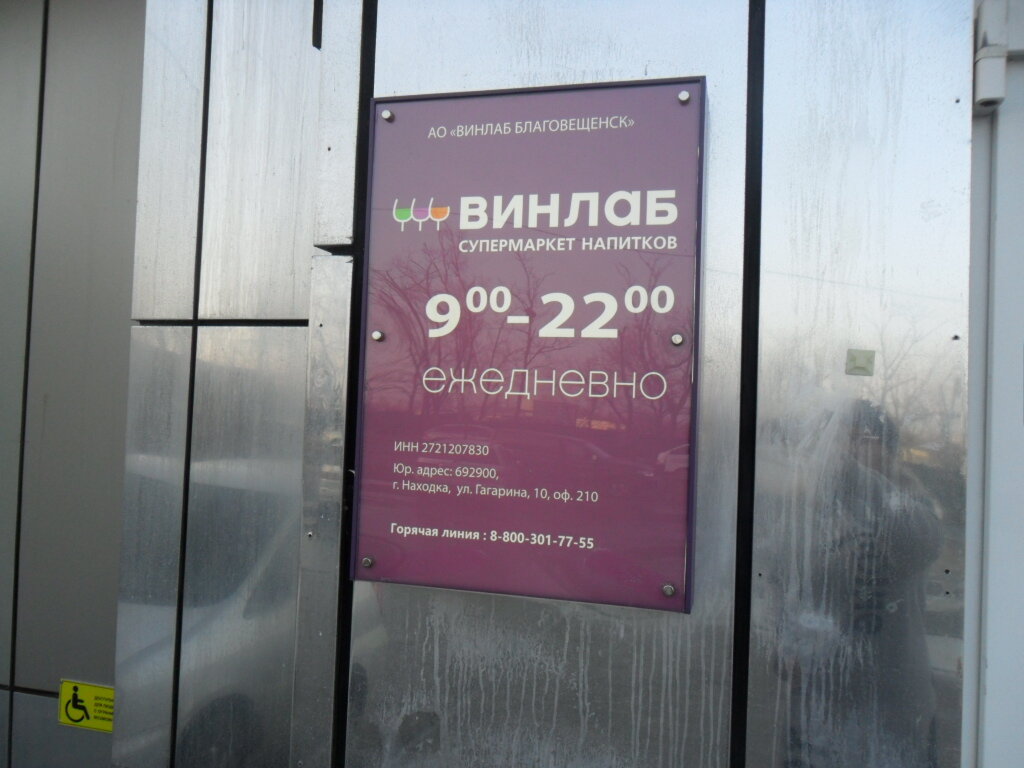 АО «ВИНЛАБ БЛАГОВЕЩЕНСК»
ВИНЛАБ
СУПЕРМАРКЕТ НАПИТКОВ
9⁰⁰-22⁰⁰
ежедневно
ИНН 2721207830
Юр. адрес: 692900,
г. Находка, ул. Гагарина, 10, оф. 210
Горячая линия : 8-800-301-77-55